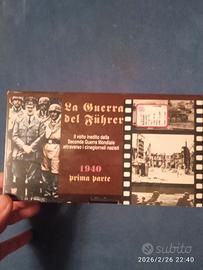 La Guerra
del Führer
Il volto inedito della
Seconda Guerra Mondiale
attraverso i cinegiornali nazisti
1940
prima parte
subito
2026/2/26 22:40